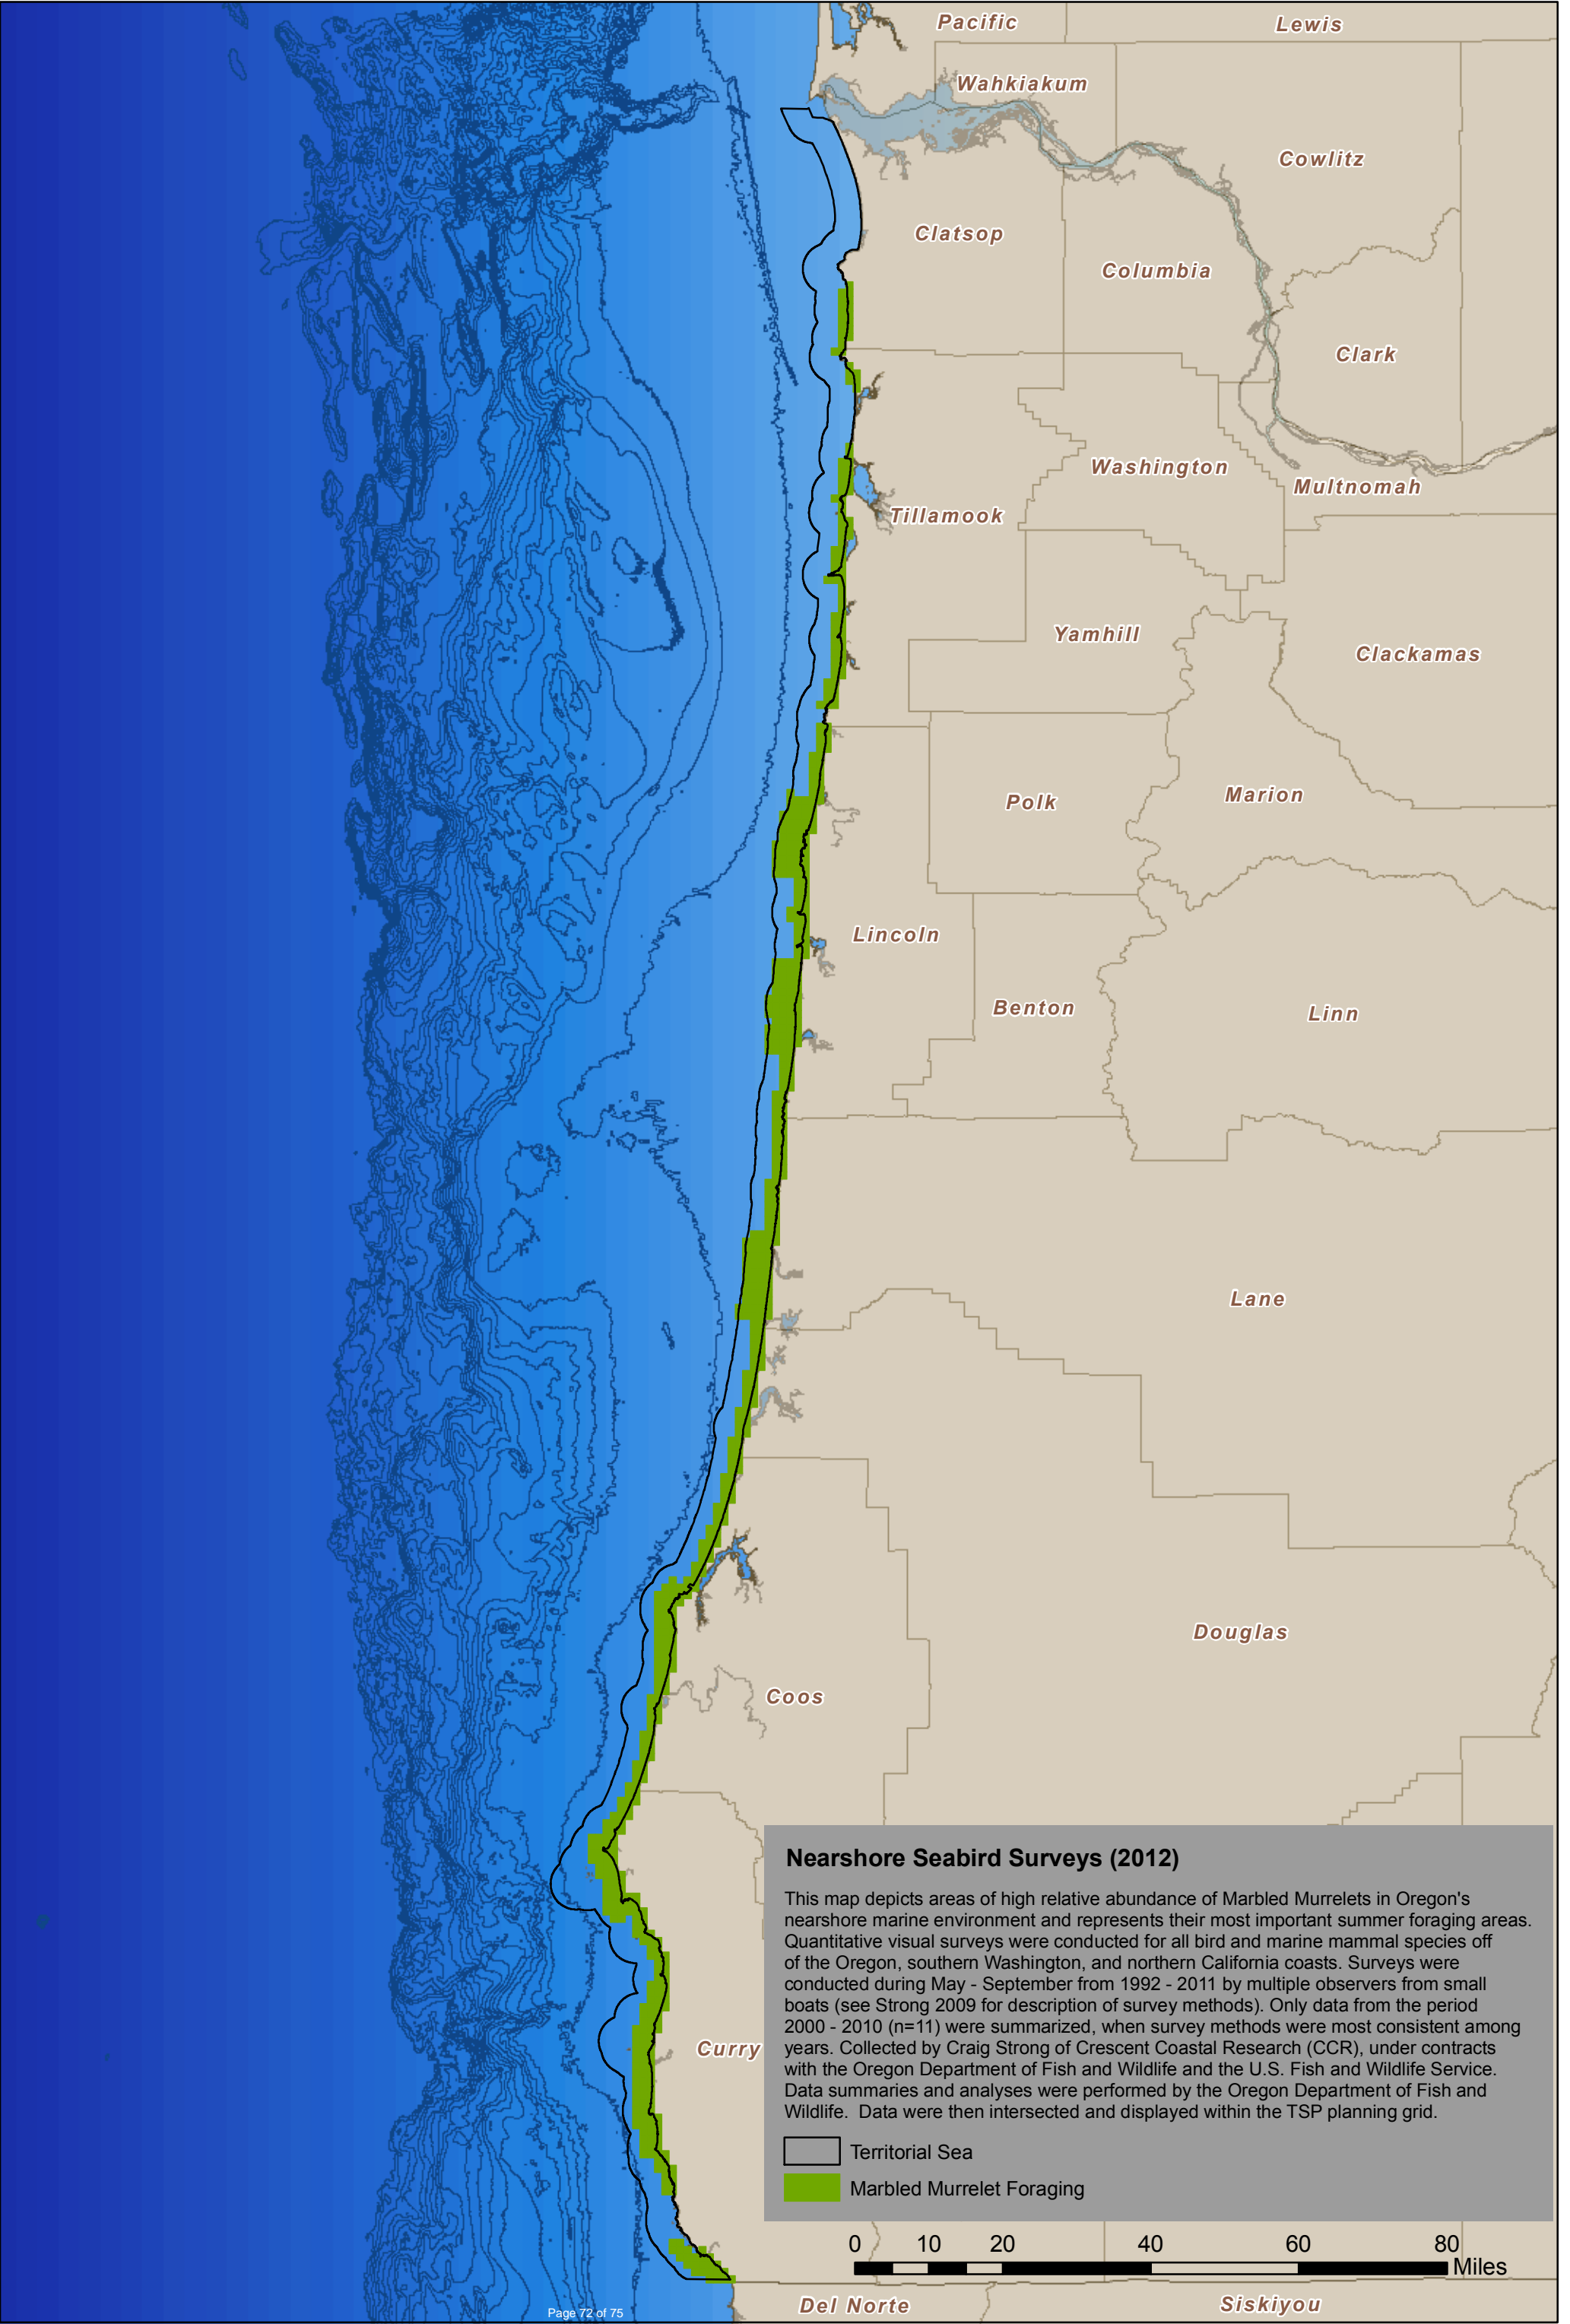 Pacific
Lewis
Wahkiakum
Cowlitz
Clatsop
Columbia
Clark
Washington
Multnomah
Tillamook
Yamhill
Clackamas
Polk
Marion
Lincoln
Benton
Linn
Lane
Douglas
Coos
Curry
Nearshore Seabird Surveys (2012)
This map depicts areas of high relative abundance of Marbled Murrelets in Oregon's
nearshore marine environment and represents their most important summer foraging areas.
Quantitative visual surveys were conducted for all bird and marine mammal species off
of the Oregon, southern Washington, and northern California coasts. Surveys were
conducted during May - September from 1992 - 2011 by multiple observers from small
boats (see Strong 2009 for description of survey methods). Only data from the period
2000 - 2010 (n=11) were summarized, when survey methods were most consistent among
years. Collected by Craig Strong of Crescent Coastal Research (CCR), under contracts
with the Oregon Department of Fish and Wildlife and the U.S. Fish and Wildlife Service.
Data summaries and analyses were performed by the Oregon Department of Fish and
Wildlife. Data were then intersected and displayed within the TSP planning grid.
Territorial Sea
Marbled Murrelet Foraging
0 10 20 40 60 80
Miles
Del Norte
Siskiyou
Page 72 of 75